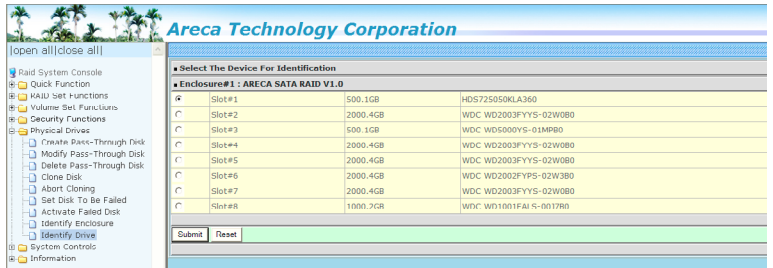 Areca Technology Corporation
|open all|close all|
Raid System Console
Quick Function
RAID Set Functions
Volume Set Functions
Security Functions
Physical Drives
Create Pass-Through Disk
Modify Pass-Through Disk
Delete Pass-Through Disk
Clone Disk
Abort Cloning
Set Disk To Be Failed
Activate Failed Disk
Identify Enclosure
Identify Drive
System Controls
Information
Select The Device For Identification
Enclosure#1 : ARECA SATA RAID V1.0
Slot#1 500.1GB HDS725050KLA360
Slot#2 2000.4GB WDC WD2003FYYS-02W0B0
Slot#3 500.1GB WDC WD5000YS-01MPB0
Slot#4 2000.4GB WDC WD2003FYYS-02W0B0
Slot#5 2000.4GB WDC WD2003FYYS-02W0B0
Slot#6 2000.4GB WDC WD2002FYPS-02W3B0
Slot#7 2000.4GB WDC WD2003FYYS-02W0B0
Slot#8 1000.2GB WDC WD1001FALS-00J7B0
Submit Reset